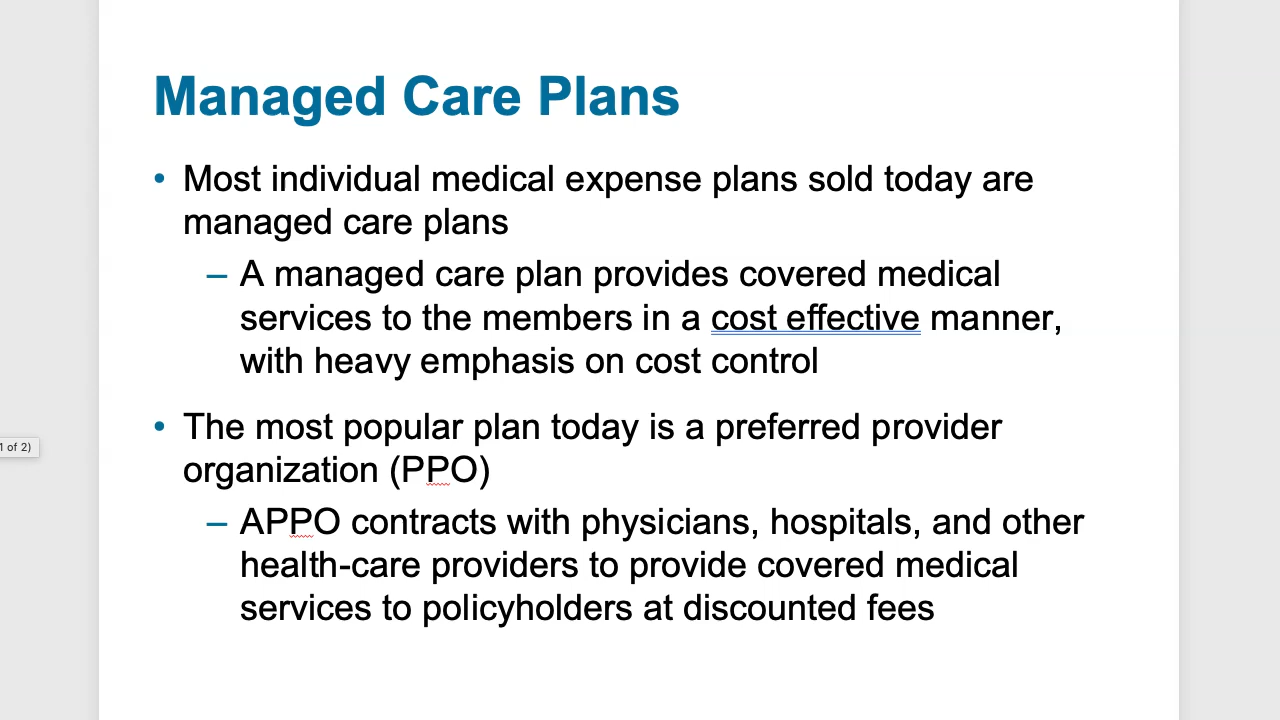 Managed Care Plans
• Most individual medical expense plans sold today are
managed care plans
– A managed care plan provides covered medical
services to the members in a cost effective manner,
with heavy emphasis on cost control
• The most popular plan today is a preferred provider
organization (PPO)
– APPO contracts with physicians, hospitals, and other
health-care providers to provide covered medical
services to policyholders at discounted fees
1 of 2)